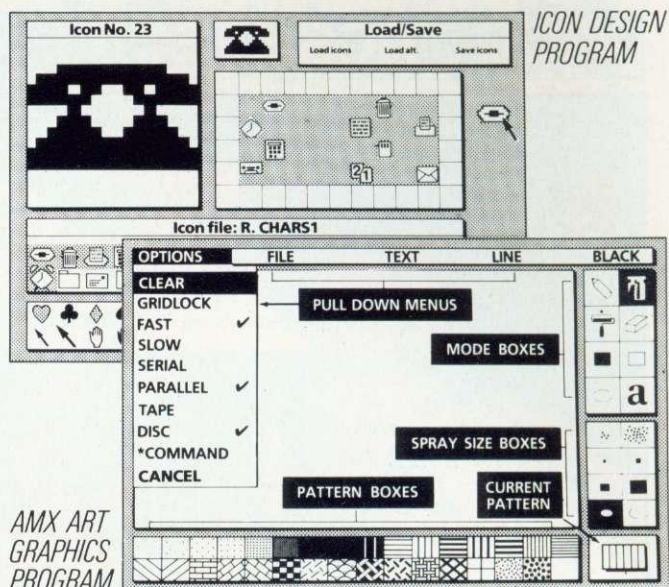 ICON DESIGN
PROGRAM
Icon No. 23
Load/Save
Load icons Load alt. Save icons
21
Icon file: R. CHARS1
OPTIONS FILE TEXT LINE BLACK
CLEAR
GRIDLOCK
FAST ✔
SLOW
SERIAL
PARALLEL ✔
TAPE
DISC ✔
*COMMAND
CANCEL
PULL DOWN MENUS
MODE BOXES
a
SPRAY SIZE BOXES
PATTERN BOXES
CURRENT
PATTERN
AMX ART
GRAPHICS
PROGRAM